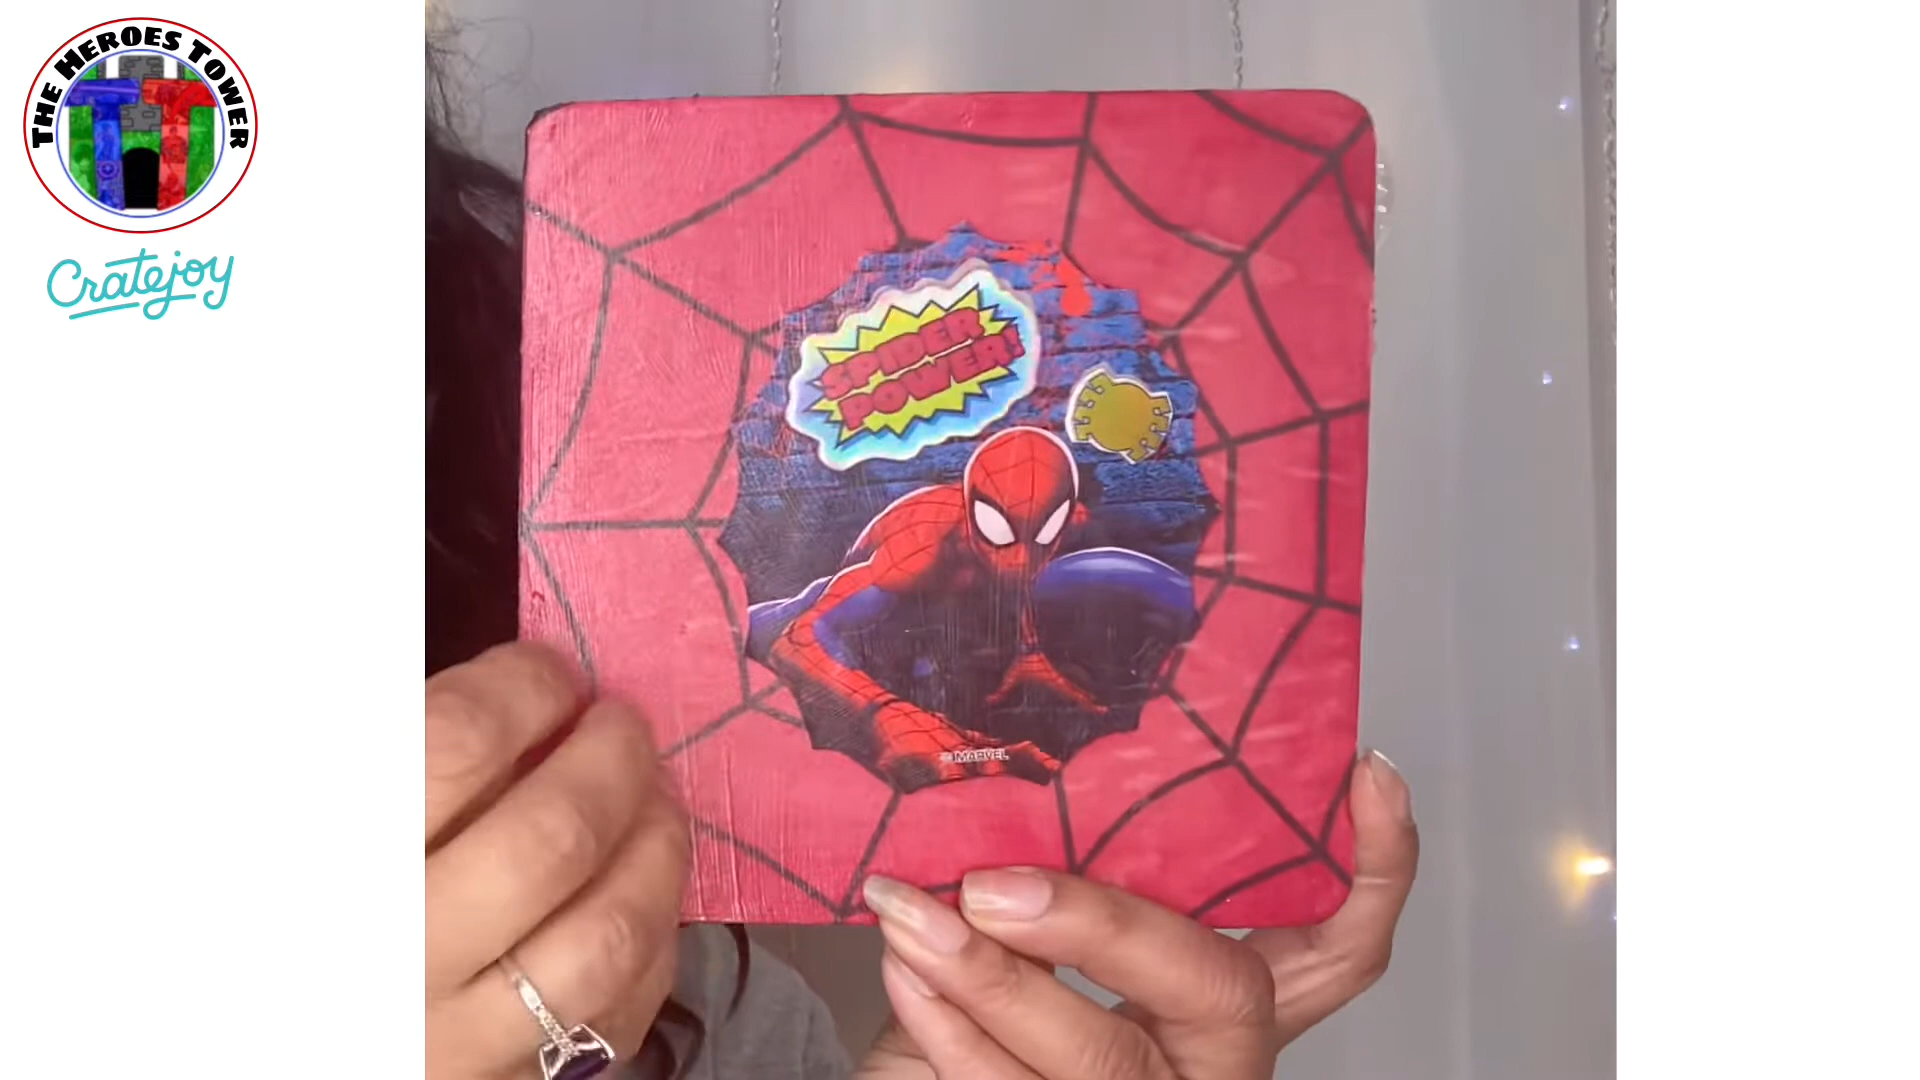 THE HEROES TOWER
Cratejoy
SPIDER
POWER!
© MARVEL